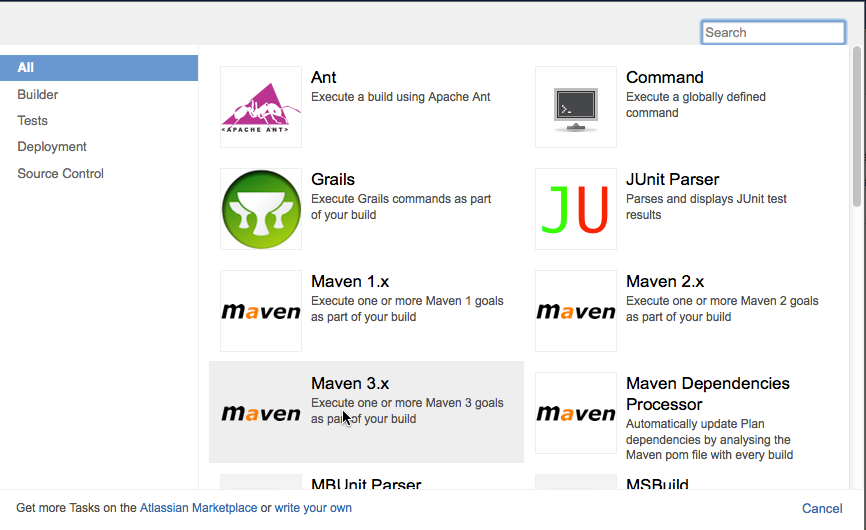 Search
All
Builder
Tests
Deployment
Source Control
<APACHE ANT>
Ant
Execute a build using Apache Ant
Command
Execute a globally defined
command
Grails
Execute Grails commands as part
of your build
JU
JUnit Parser
Parses and displays JUnit test
results
maven
Maven 1.x
Execute one or more Maven 1 goals
as part of your build
maven
Maven 2.x
Execute one or more Maven 2 goals
as part of your build
maven
Maven 3.x
Execute one or more Maven 3 goals
as part of your build
maven
Maven Dependencies
Processor
Automatically update Plan
dependencies by analysing the
Maven pom file with every build
MBUnit Parser
MSBuild
Get more Tasks on the Atlassian Marketplace or write your own
Cancel